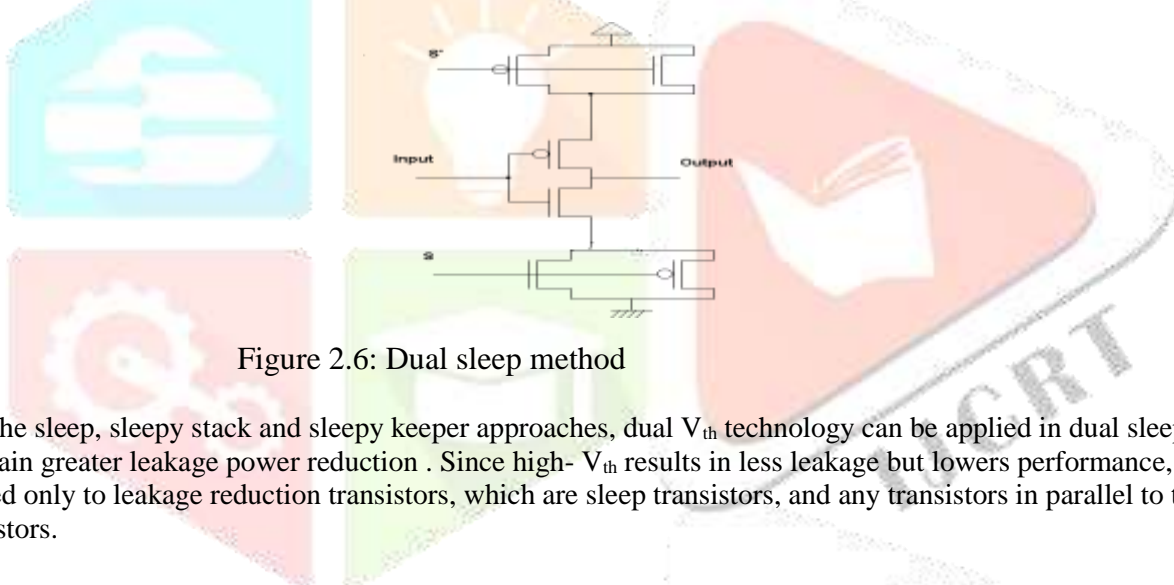 S'
Input
Output
S
Figure 2.6: Dual sleep method
he sleep, sleepy stack and sleepy keeper approaches, dual Vth technology can be applied in dual sleep
ain greater leakage power reduction . Since high- Vth results in less leakage but lowers performance,
ed only to leakage reduction transistors, which are sleep transistors, and any transistors in parallel to t
stors.
IJCRT